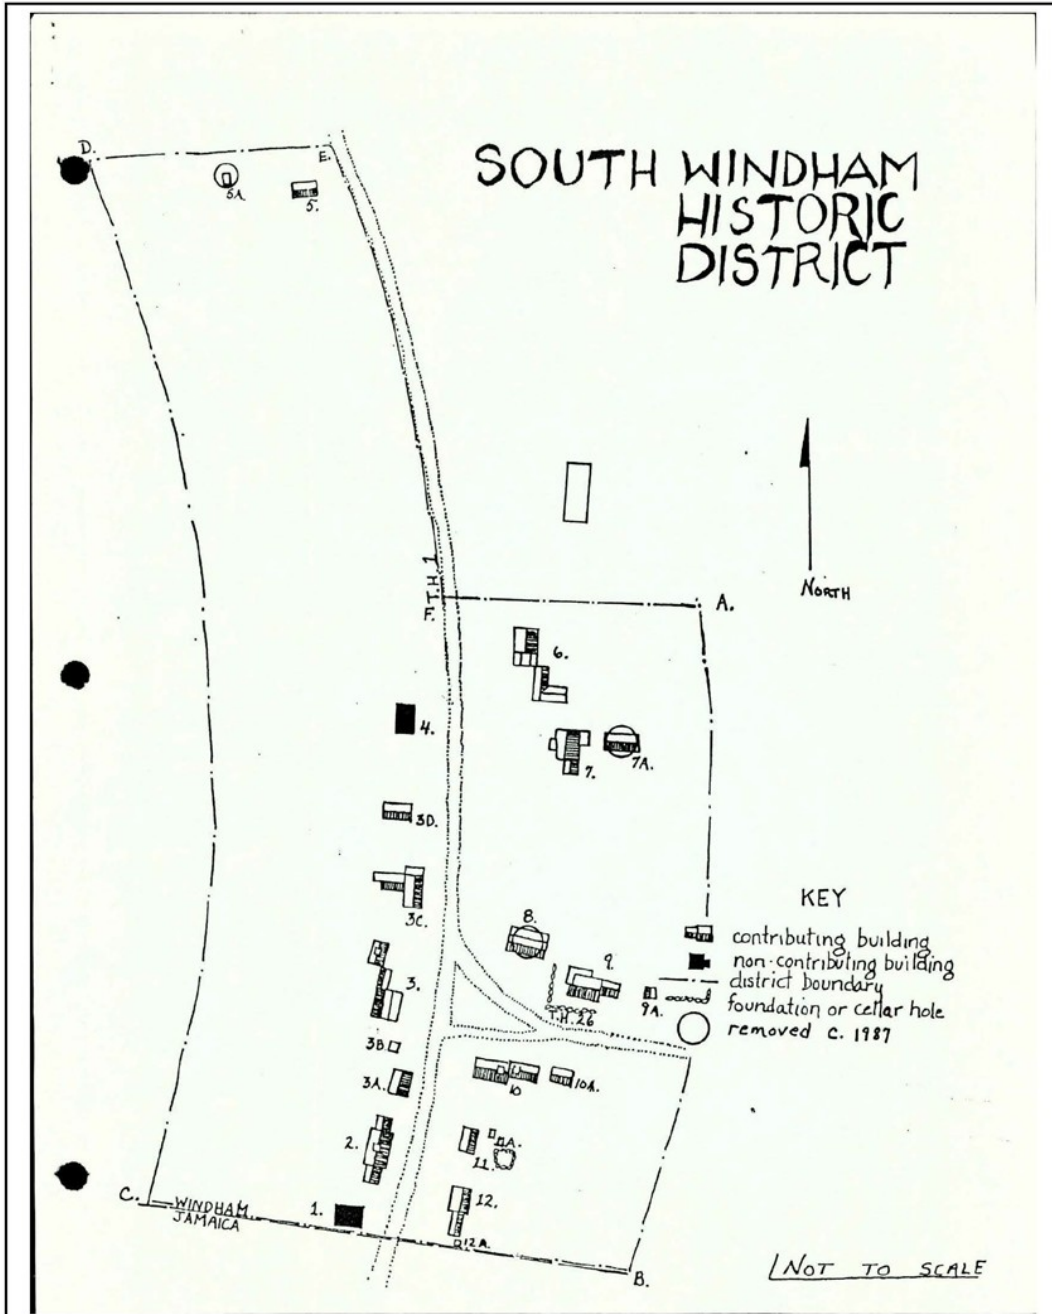 SOUTH WINDHAM
HISTORIC
DISTRICT
D.
E.
5A
5.
NORTH
T.H. 1
F.
A.
6.
4.
7.
7A.
3D.
3C.
8.
9.
9A.
T.H. 26
3.
3B
3A.
10
10A.
2.
11.
11A.
12.
12A.
C.
WINDHAM
JAMAICA
1.
B.
KEY
contributing building
non-contributing building
district boundary
foundation or cellar hole
removed c. 1987
NOT TO SCALE